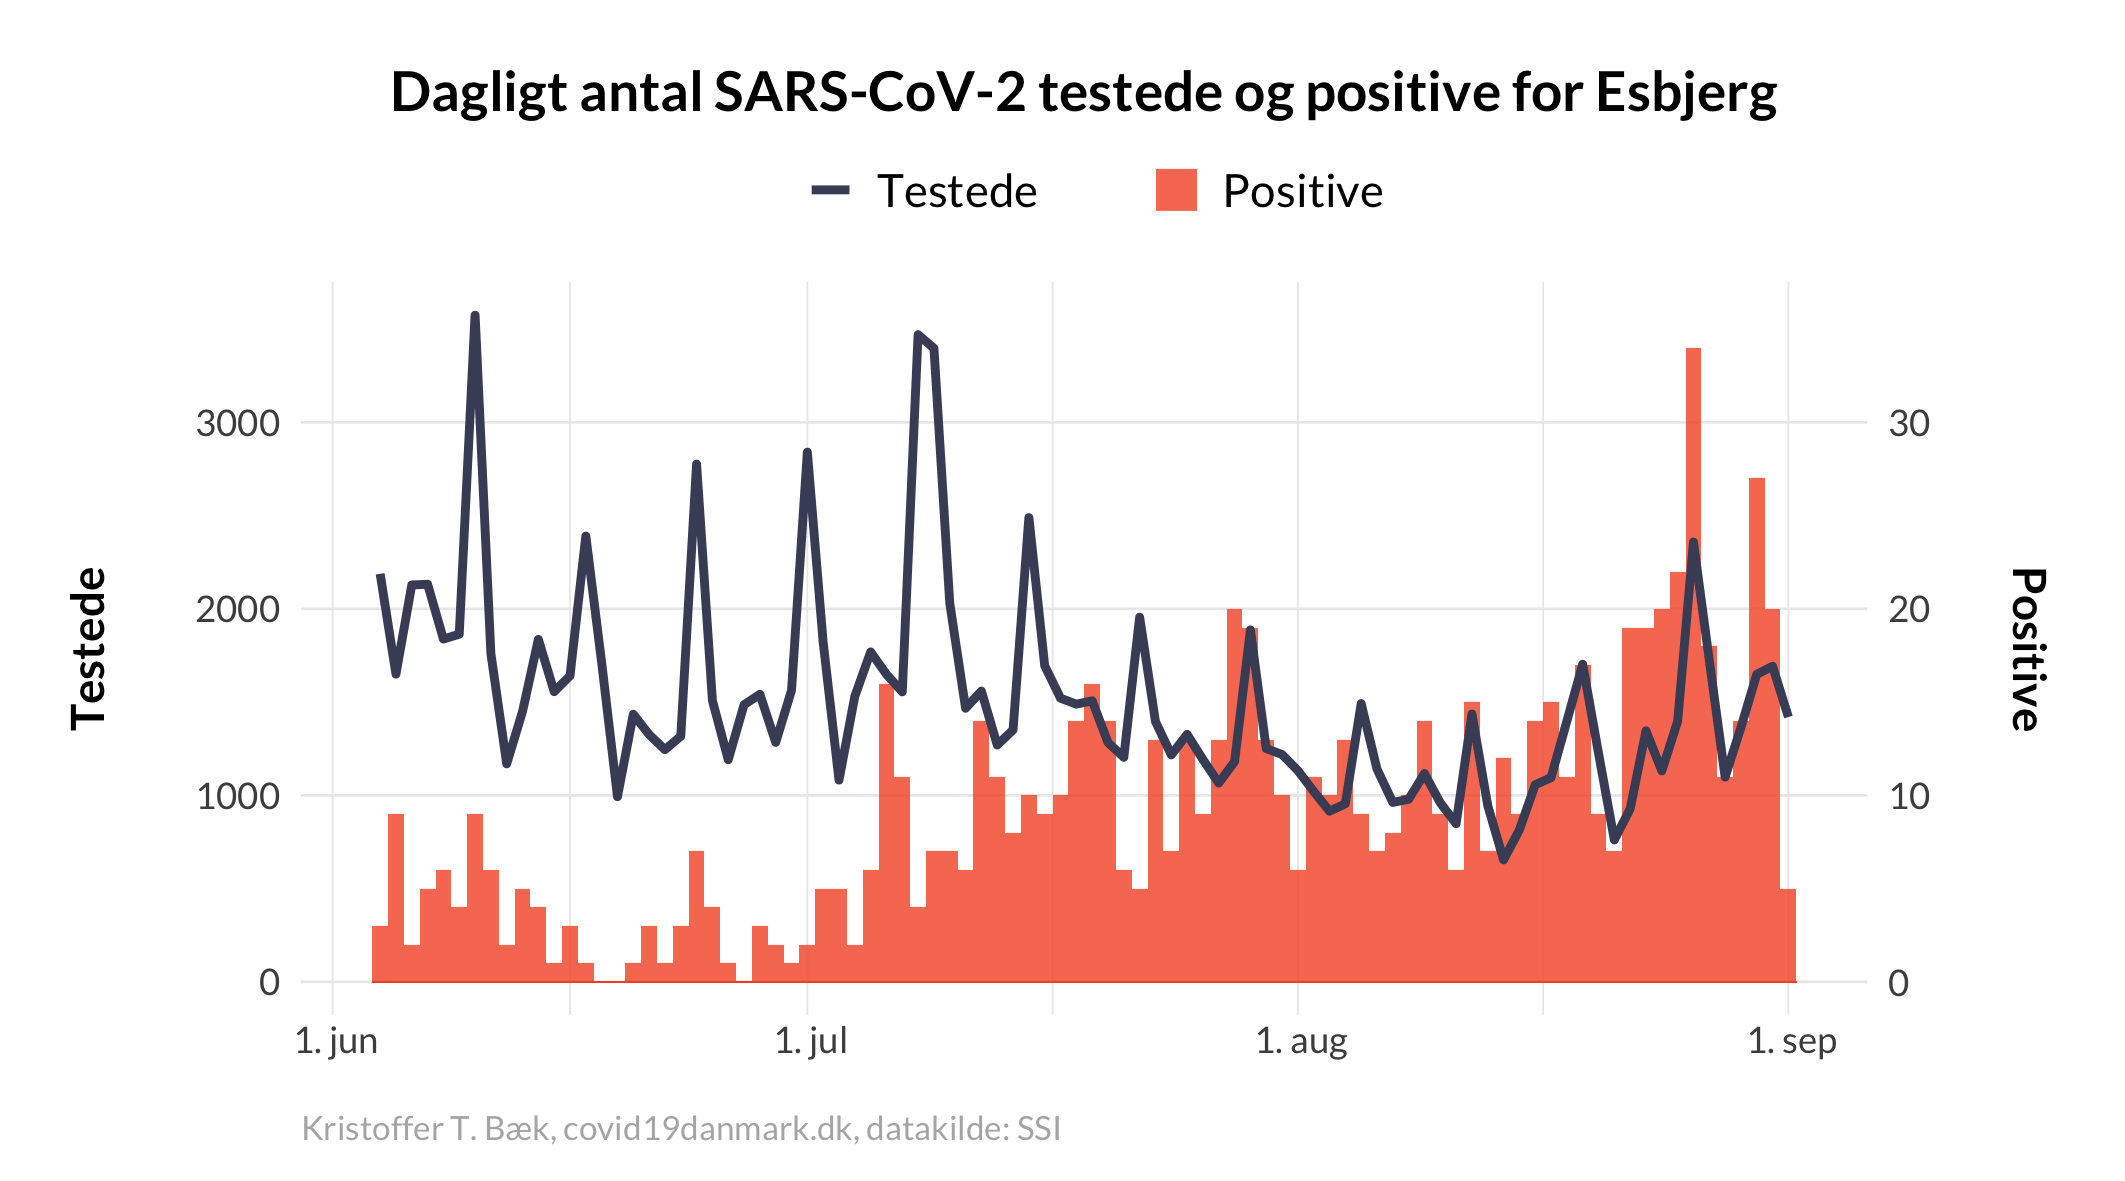 Dagligt antal SARS-CoV-2 testede og positive for Esbjerg
Testede
Positive
Testede
3000
2000
1000
0
30
20
10
0
Positive
1. jun
1. jul
1. aug
1. sep
Kristoffer T. Bæk, covid19danmark.dk, datakilde: SSI